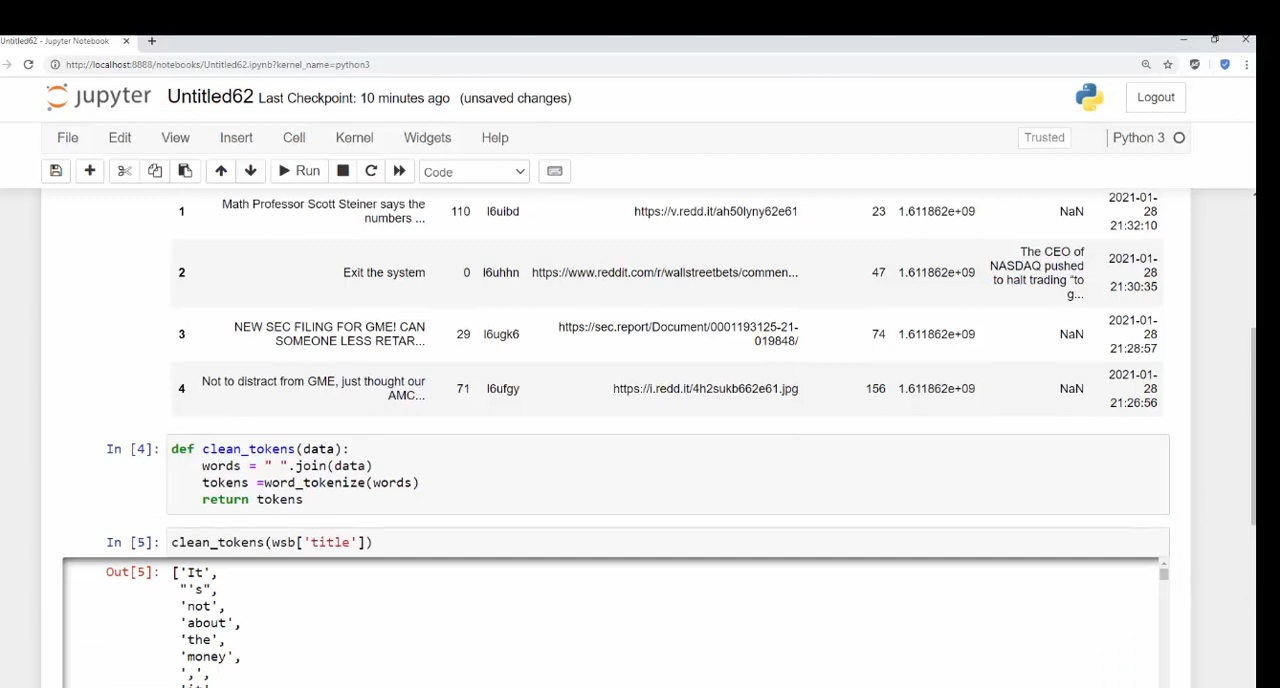 Untitled62 - Jupyter Notebook
http://localhost:8888/notebooks/Untitled62.ipynb?kernel_name=python3
jupyter Untitled62 Last Checkpoint: 10 minutes ago (unsaved changes)
Logout
File Edit View Insert Cell Kernel Widgets Help
Trusted Python 3
Run Code
1 Math Professor Scott Steiner says the numbers ... 110 l6uibd https://v.redd.it/ah50lyny62e61 23 1.611862e+09 NaN 2021-01-28 21:32:10
2 Exit the system 0 l6uhhn https://www.reddit.com/r/wallstreetbets/commen... 47 1.611862e+09 The CEO of NASDAQ pushed to halt trading “to g... 2021-01-28 21:30:35
3 NEW SEC FILING FOR GME! CAN SOMEONE LESS RETAR... 29 l6ugk6 https://sec.report/Document/0001193125-21-019848/ 74 1.611862e+09 NaN 2021-01-28 21:28:57
4 Not to distract from GME, just thought our AMC... 71 l6ufgy https://i.redd.it/4h2sukb662e61.jpg 156 1.611862e+09 NaN 2021-01-28 21:26:56
In [4]: def clean_tokens(data):
words = " ".join(data)
tokens =word_tokenize(words)
return tokens
In [5]: clean_tokens(wsb['title'])
Out[5]: ['It',
"'s",
'not',
'about',
'the',
'money',
',',